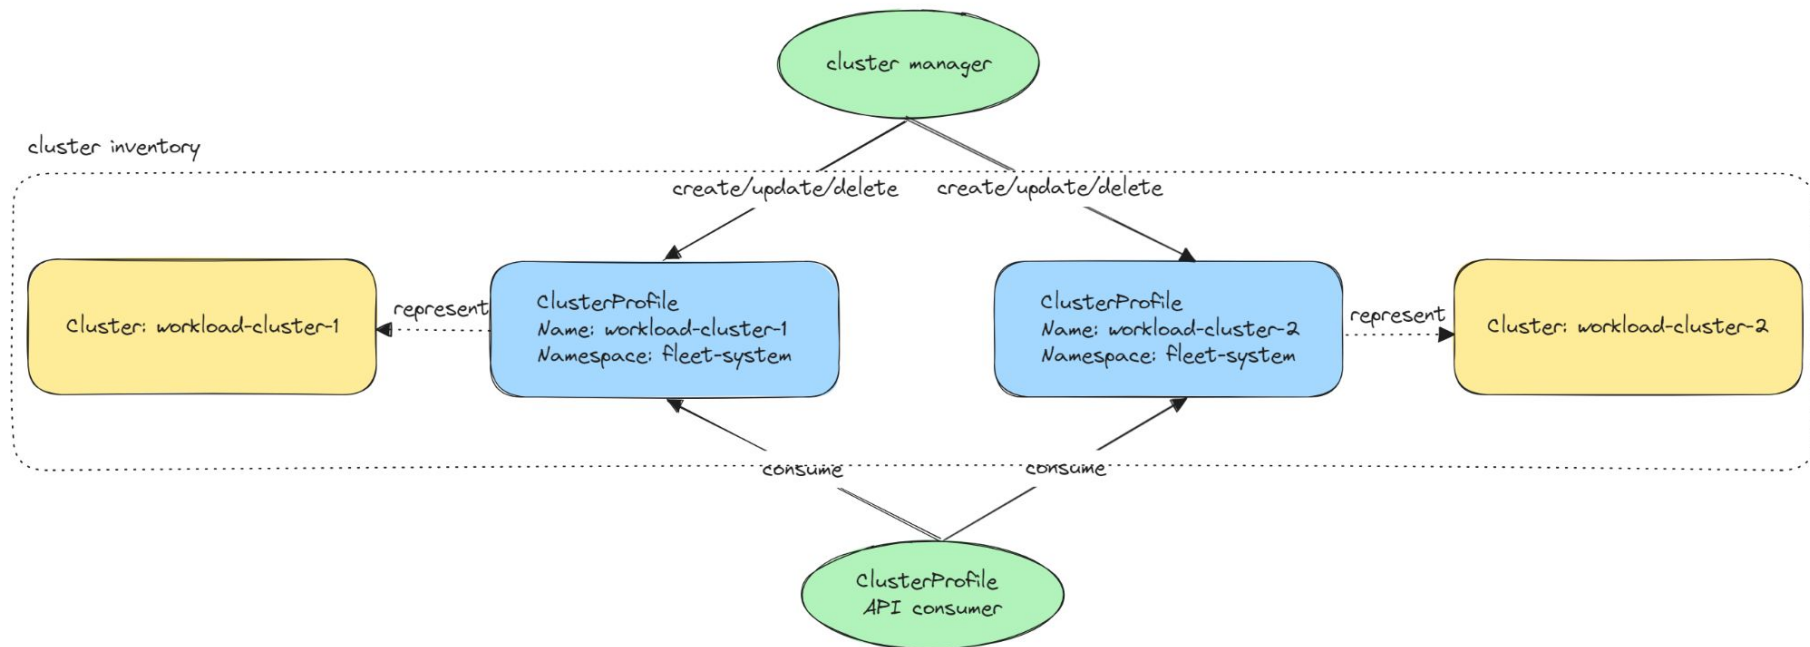 cluster manager
cluster inventory
create/update/delete
create/update/delete
Cluster: workload-cluster-1
represent
ClusterProfile
Name: workload-cluster-1
Namespace: fleet-system
ClusterProfile
Name: workload-cluster-2
Namespace: fleet-system
represent
Cluster: workload-cluster-2
consume
consume
ClusterProfile
API consumer